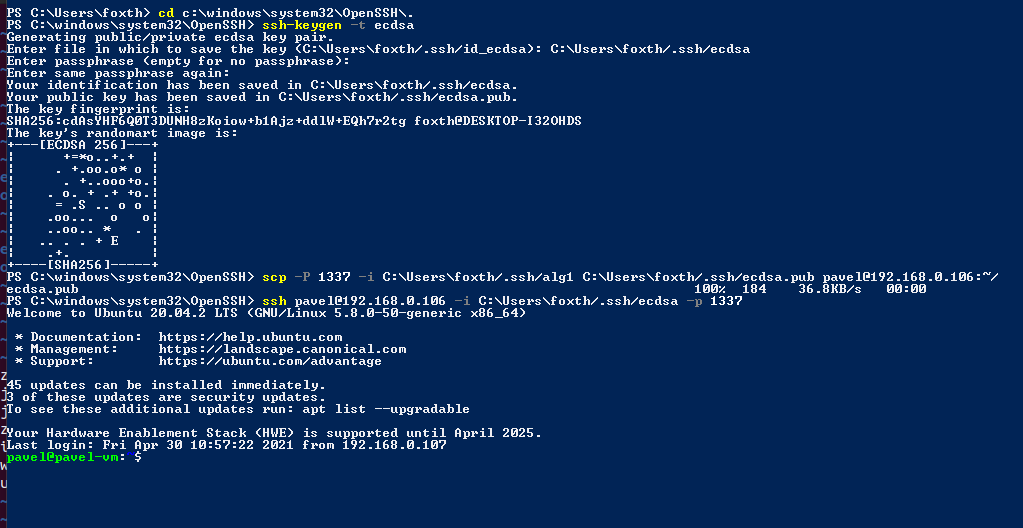 PS C:\Users\foxth> cd c:\windows\system32\OpenSSH\.
PS C:\windows\system32\OpenSSH> ssh-keygen -t ecdsa
Generating public/private ecdsa key pair.
Enter file in which to save the key (C:\Users\foxth/.ssh/id_ecdsa): C:\Users\foxth/.ssh/ecdsa
Enter passphrase (empty for no passphrase):
Enter same passphrase again:
Your identification has been saved in C:\Users\foxth/.ssh/ecdsa.
Your public key has been saved in C:\Users\foxth/.ssh/ecdsa.pub.
The key fingerprint is:
SHA256:cdAsYHF6Q0T3DUNH8zKoiow+b1Ajz+ddlW+EQh7r2tg foxth@DESKTOP-I32OHDS
The key's randomart image is:
+---[ECDSA 256]---+
|      +=*o..+.+  |
|     . +.oo.o* o |
|      . +..ooo+o.|
|    . o. + .+ +o.|
|     = .S .. o o |
|    .oo...  o   o|
|    ..oo.. *   . |
|   .. . . + E    |
|    .+.          |
+----[SHA256]-----+
PS C:\windows\system32\OpenSSH> scp -P 1337 -i C:\Users\foxth/.ssh/alg1 C:\Users\foxth/.ssh/ecdsa.pub pavel@192.168.0.106:~/
ecdsa.pub 100% 184 36.8KB/s 00:00
PS C:\windows\system32\OpenSSH> ssh pavel@192.168.0.106 -i C:\Users\foxth/.ssh/ecdsa -p 1337
Welcome to Ubuntu 20.04.2 LTS (GNU/Linux 5.8.0-50-generic x86_64)
* Documentation: https://help.ubuntu.com
* Management: https://landscape.canonical.com
* Support: https://ubuntu.com/advantage
45 updates can be installed immediately.
3 of these updates are security updates.
To see these additional updates run: apt list --upgradable
Your Hardware Enablement Stack (HWE) is supported until April 2025.
Last login: Fri Apr 30 10:57:22 2021 from 192.168.0.107
pavel@pavel-vm:~$